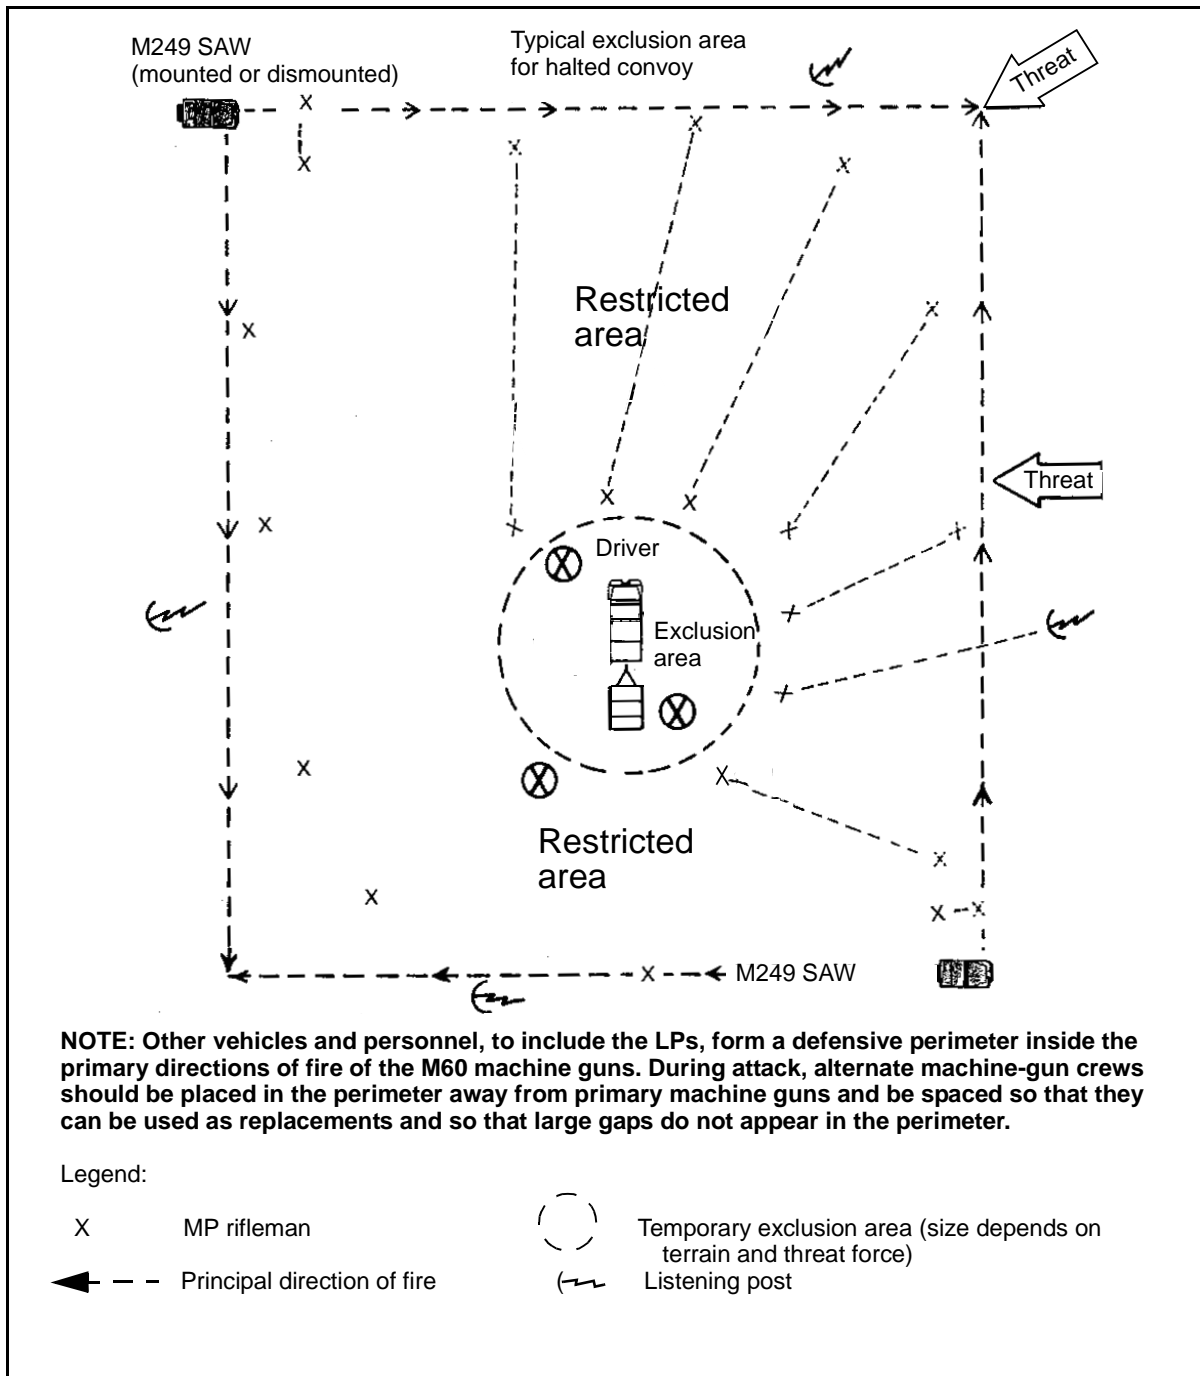 M249 SAW
(mounted or dismounted)
Typical exclusion area
for halted convoy
Threat
X
X
X
X
X
X
Restricted
area
X
X
Threat
X
X
X
X
X
X
Driver
X
X
X
Exclusion
area
X
X
X
X
X
X
Restricted
area
X
X
X
X
X
M249 SAW
NOTE: Other vehicles and personnel, to include the LPs, form a defensive perimeter inside the
primary directions of fire of the M60 machine guns. During attack, alternate machine-gun crews
should be placed in the perimeter away from primary machine guns and be spaced so that they
can be used as replacements and so that large gaps do not appear in the perimeter.
Legend:
X MP rifleman
Temporary exclusion area (size depends on
terrain and threat force)
Principal direction of fire
Listening post